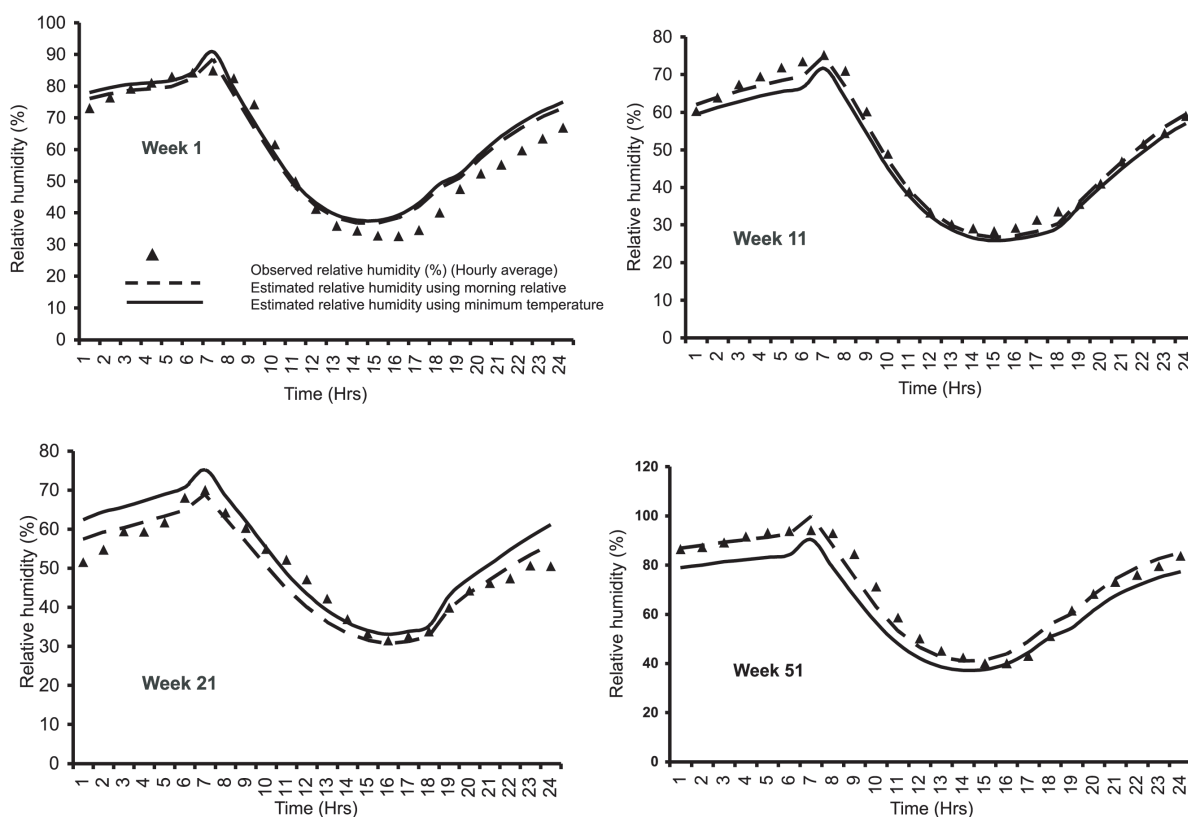 100
90
80
70
60
50
40
30
20
10
0
Relative humidity (%)
Week 1
Observed relative humidity (%) (Hourly average)
Estimated relative humidity using morning relative
Estimated relative humidity using minimum temperature
1 2 3 4 5 6 7 8 9 10 11 12 13 14 15 16 17 18 19 20 21 22 23 24
Time (Hrs)
80
70
60
50
40
30
20
10
0
Relative humidity (%)
Week 11
1 2 3 4 5 6 7 8 9 10 11 12 13 14 15 16 17 18 19 20 21 22 23 24
Time (Hrs)
80
70
60
50
40
30
20
10
0
Relative humidity (%)
Week 21
1 2 3 4 5 6 7 8 9 10 11 12 13 14 15 16 17 18 19 20 21 22 23 24
Time (Hrs)
120
100
80
60
40
20
0
Relative humidity (%)
Week 51
1 2 3 4 5 6 7 8 9 10 11 12 13 14 15 16 17 18 19 20 21 22 23 24
Time (Hrs)